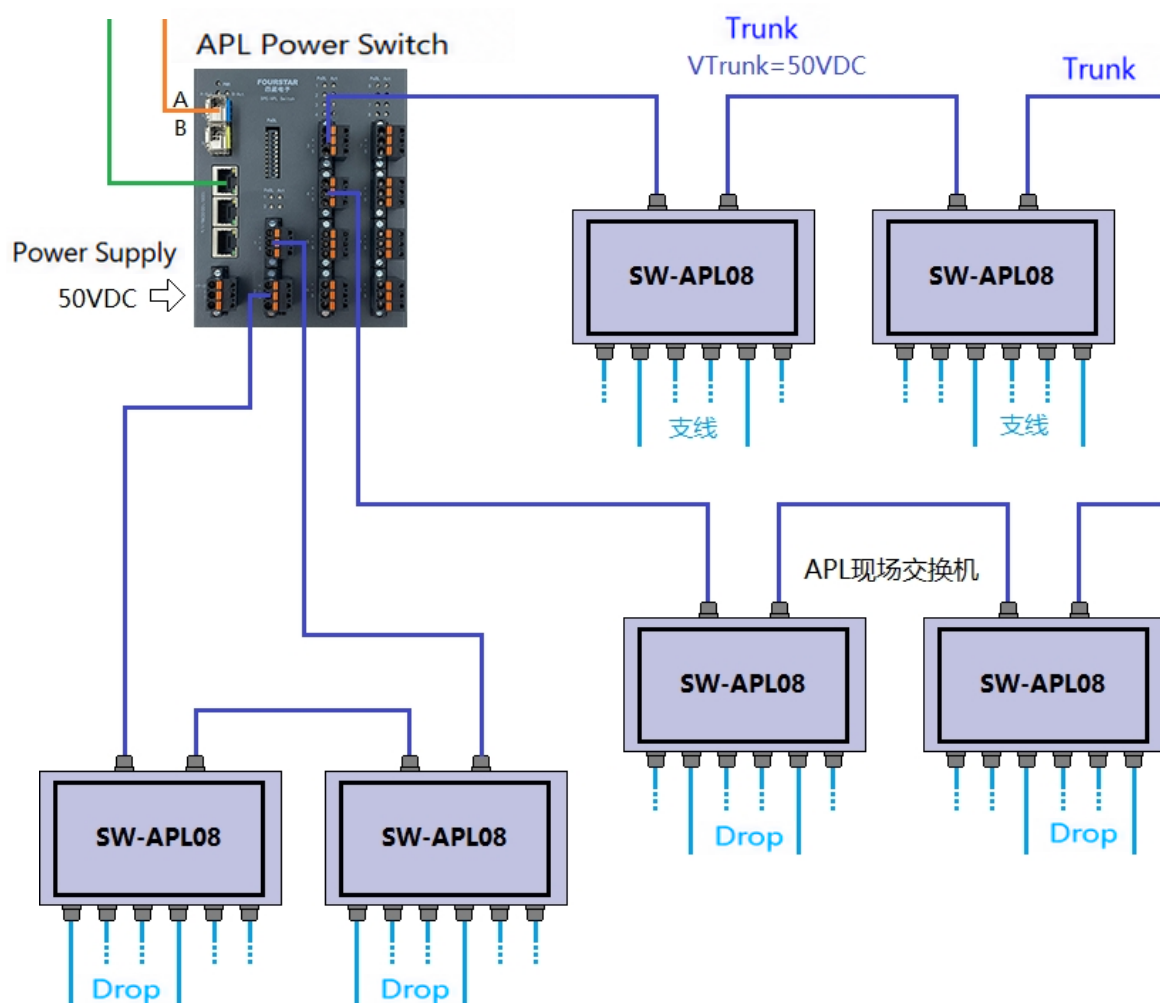 APL Power Switch
Trunk
VTrunk=50VDC
Trunk
A
B
FOURSTAR
Power Supply
50VDC
SW-APL08
SW-APL08
支线
支线
APL现场交换机
SW-APL08
SW-APL08
Drop
Drop
SW-APL08
SW-APL08
Drop
Drop